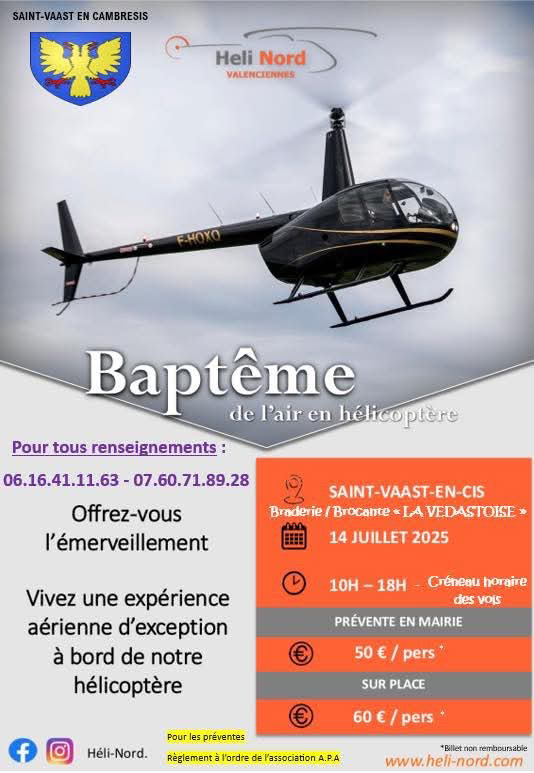 SAINT-VAAST EN CAMBRESIS
Heli Nord
VALENCIENNES
F-HOXO
Baptême
de l'air en hélicoptère
Pour tous renseignements :
06.16.41.11.63 - 07.60.71.89.28
Offrez-vous
l'émerveillement
Vivez une expérience
aérienne d'exception
à bord de notre
hélicoptère
SAINT-VAAST-EN-CIS
Braderie / Brocante « LA VEDASTOISE »
14 JUILLET 2025
10H – 18H - Créneau horaire
des vols
PRÉVENTE EN MAIRIE
50 € / pers *
SUR PLACE
60 € / pers *
Héli-Nord.
Pour les préventes
Règlement à l'ordre de l'association A.P.A
*Billet non remboursable
www.heli-nord.com